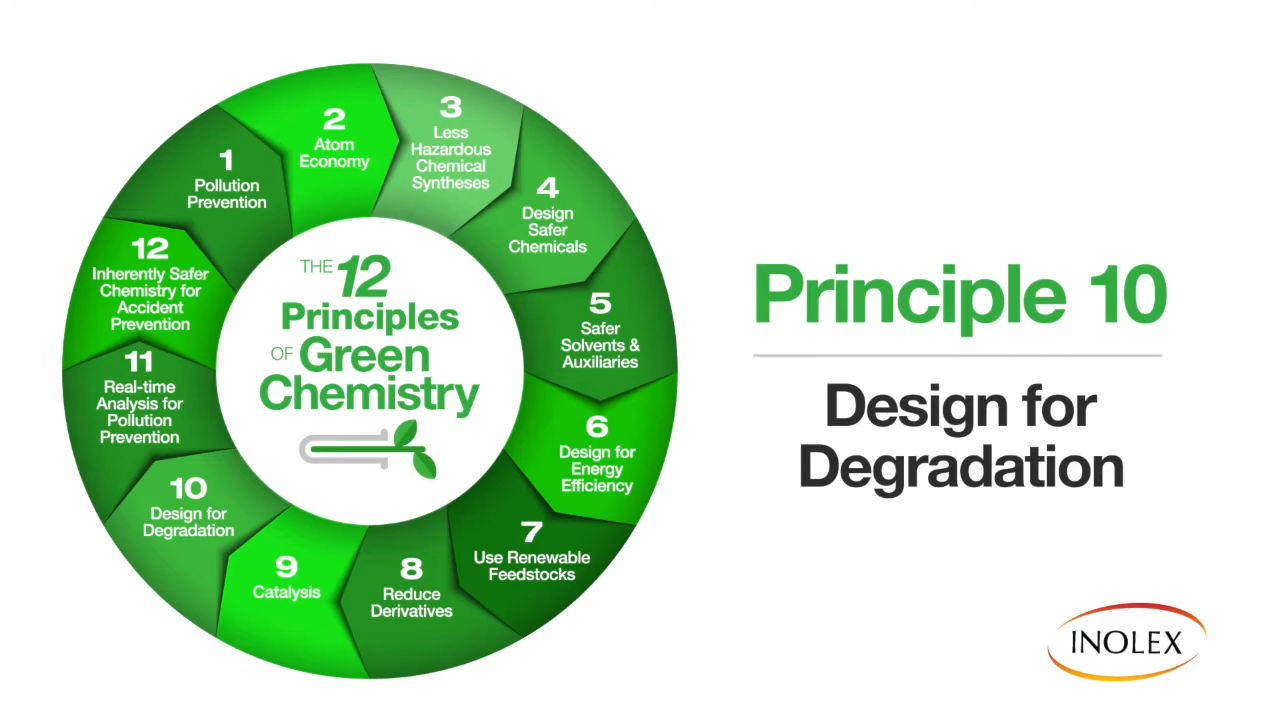 1
Pollution
Prevention
2
Atom
Economy
3
Less
Hazardous
Chemical
Syntheses
4
Design
Safer
Chemicals
5
Safer
Solvents &
Auxiliaries
6
Design for
Energy
Efficiency
7
Use Renewable
Feedstocks
8
Reduce
Derivatives
9
Catalysis
10
Design for
Degradation
11
Real-time
Analysis for
Pollution
Prevention
12
Inherently Safer
Chemistry for
Accident
Prevention
THE 12
Principles
OF Green
Chemistry
Principle 10
Design for
Degradation
INOLEX